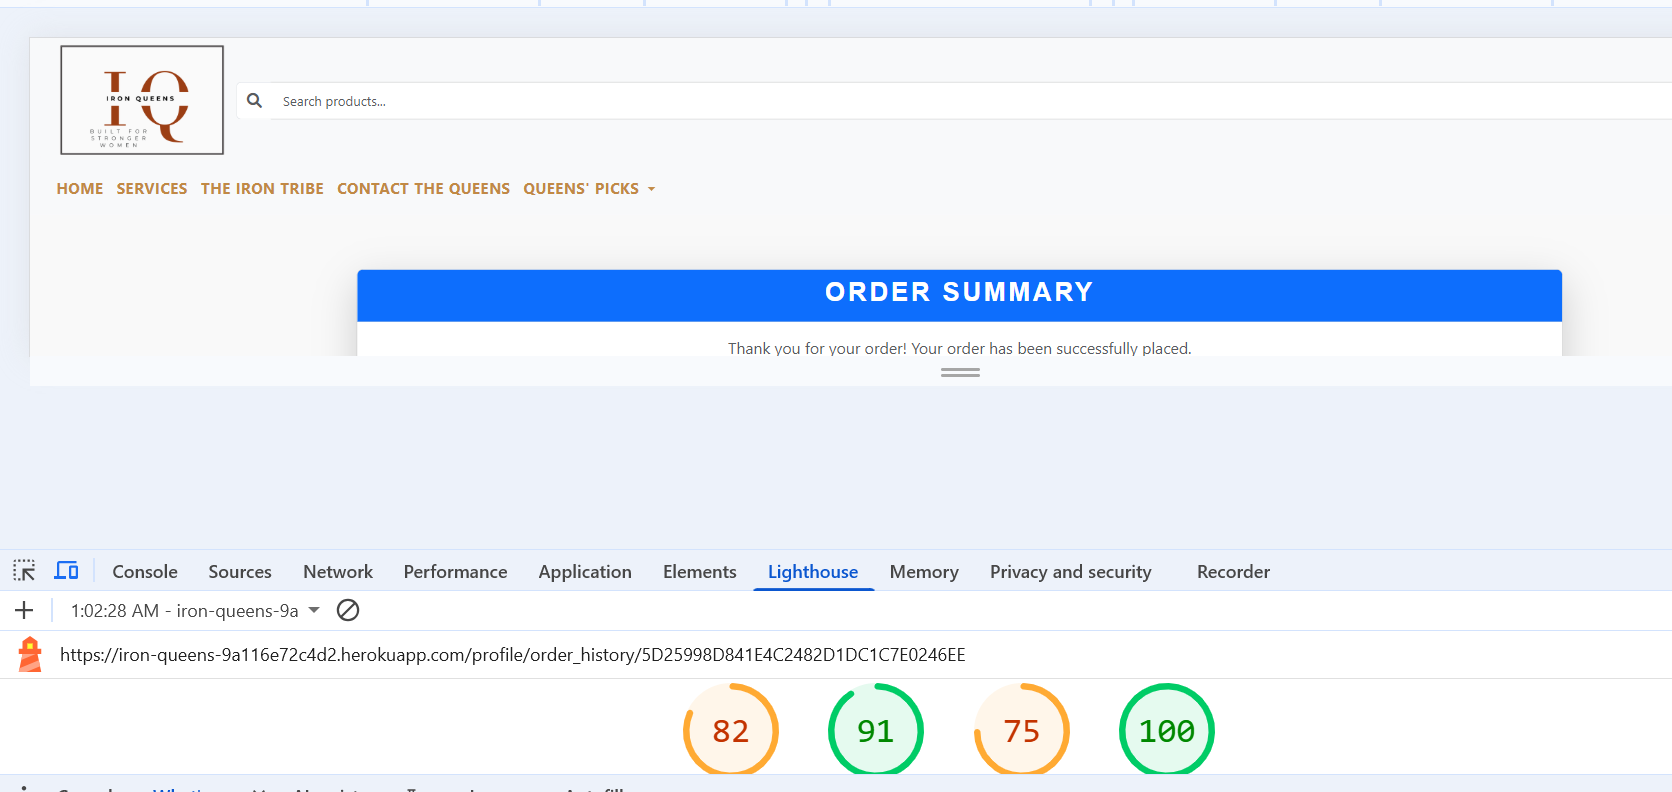 IQ
IRON QUEENS
BUILT FOR
STRONGER
WOMEN
Search products...
HOME SERVICES THE IRON TRIBE CONTACT THE QUEENS QUEENS' PICKS
ORDER SUMMARY
Thank you for your order! Your order has been successfully placed.
Console Sources Network Performance Application Elements Lighthouse Memory Privacy and security Recorder
1:02:28 AM - iron-queens-9a
https://iron-queens-9a116e72c4d2.herokuapp.com/profile/order_history/5D25998D841E4C2482D1DC1C7E0246EE
82 91 75 100